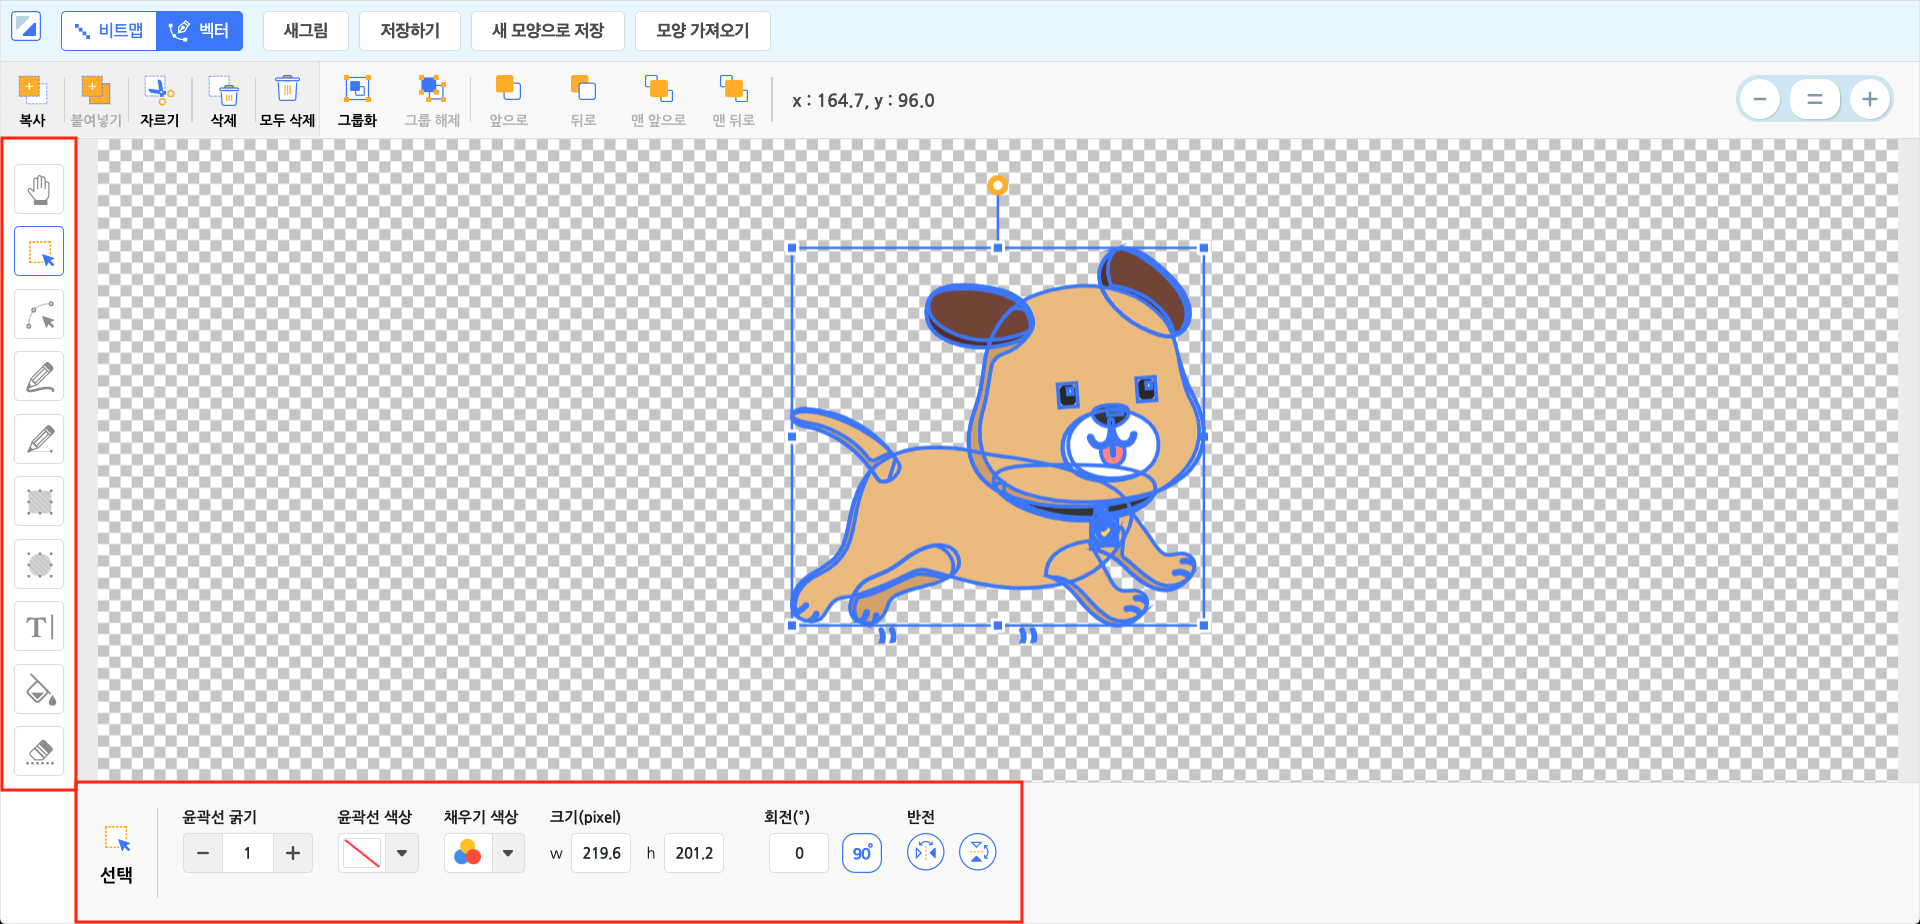 비트맵 벡터 새그림 저장하기 새 모양으로 저장 모양 가져오기
복사 붙여넣기 자르기 삭제 모두 삭제 그룹화 그룹 해제 앞으로 뒤로 맨 앞으로 맨 뒤로 x : 164.7, y : 96.0
T
윤곽선 굵기 윤곽선 색상 채우기 색상 크기(pixel) 회전(°) 반전
1 w 219.6 h 201.2 0 90°
선택